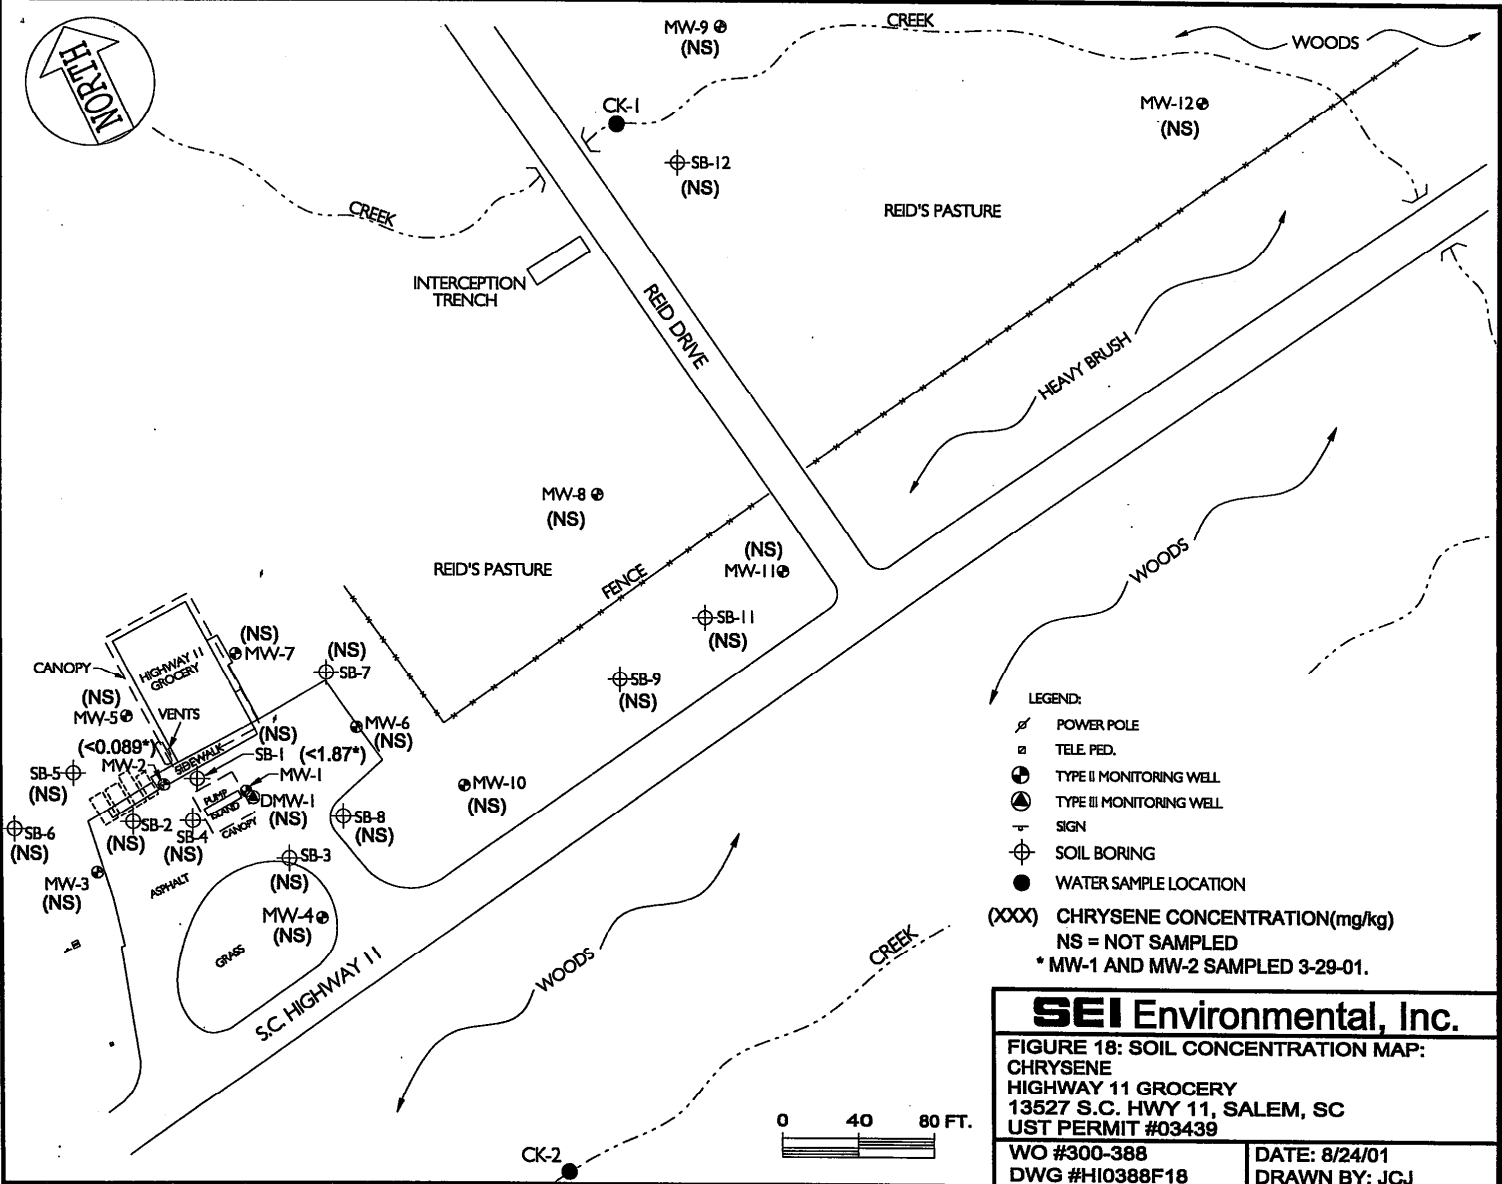 NORTH
MW-9
(NS)
CREEK
WOODS
CK-1
MW-12
(NS)
SB-12
(NS)
CREEK
REID'S PASTURE
INTERCEPTION
TRENCH
REID DRIVE
HEAVY BRUSH
MW-8
(NS)
(NS)
MW-11
WOODS
REID'S PASTURE
FENCE
SB-11
(NS)
(NS)
MW-7
(NS)
SB-7
CANOPY
HIGHWAY 11
GROCERY
SB-9
(NS)
(NS)
MW-5
VENTS
MW-6
(NS)
(NS)
(<0.089*)
SIDEWALK
SB-1
(<1.87*)
MW-2
MW-1
SB-5
(NS)
MW-10
(NS)
PUMP
ISLAND
DMW-1
(NS)
CANOPY
SB-8
(NS)
SB-2
(NS)
SB-4
(NS)
SB-6
(NS)
SB-3
(NS)
MW-3
(NS)
ASPHALT
MW-4
(NS)
GRASS
S.C. HIGHWAY 11
WOODS
CREEK
CK-2
LEGEND:
POWER POLE
TELE. PED.
TYPE II MONITORING WELL
TYPE III MONITORING WELL
SIGN
SOIL BORING
WATER SAMPLE LOCATION
(XXX) CHRYSENE CONCENTRATION(mg/kg)
NS = NOT SAMPLED
* MW-1 AND MW-2 SAMPLED 3-29-01.
0 40 80 FT.
SEI Environmental, Inc.
FIGURE 18: SOIL CONCENTRATION MAP:
CHRYSENE
HIGHWAY 11 GROCERY
13527 S.C. HWY 11, SALEM, SC
UST PERMIT #03439
WO #300-388
DWG #HI0388F18
DATE: 8/24/01
DRAWN BY: JCJ